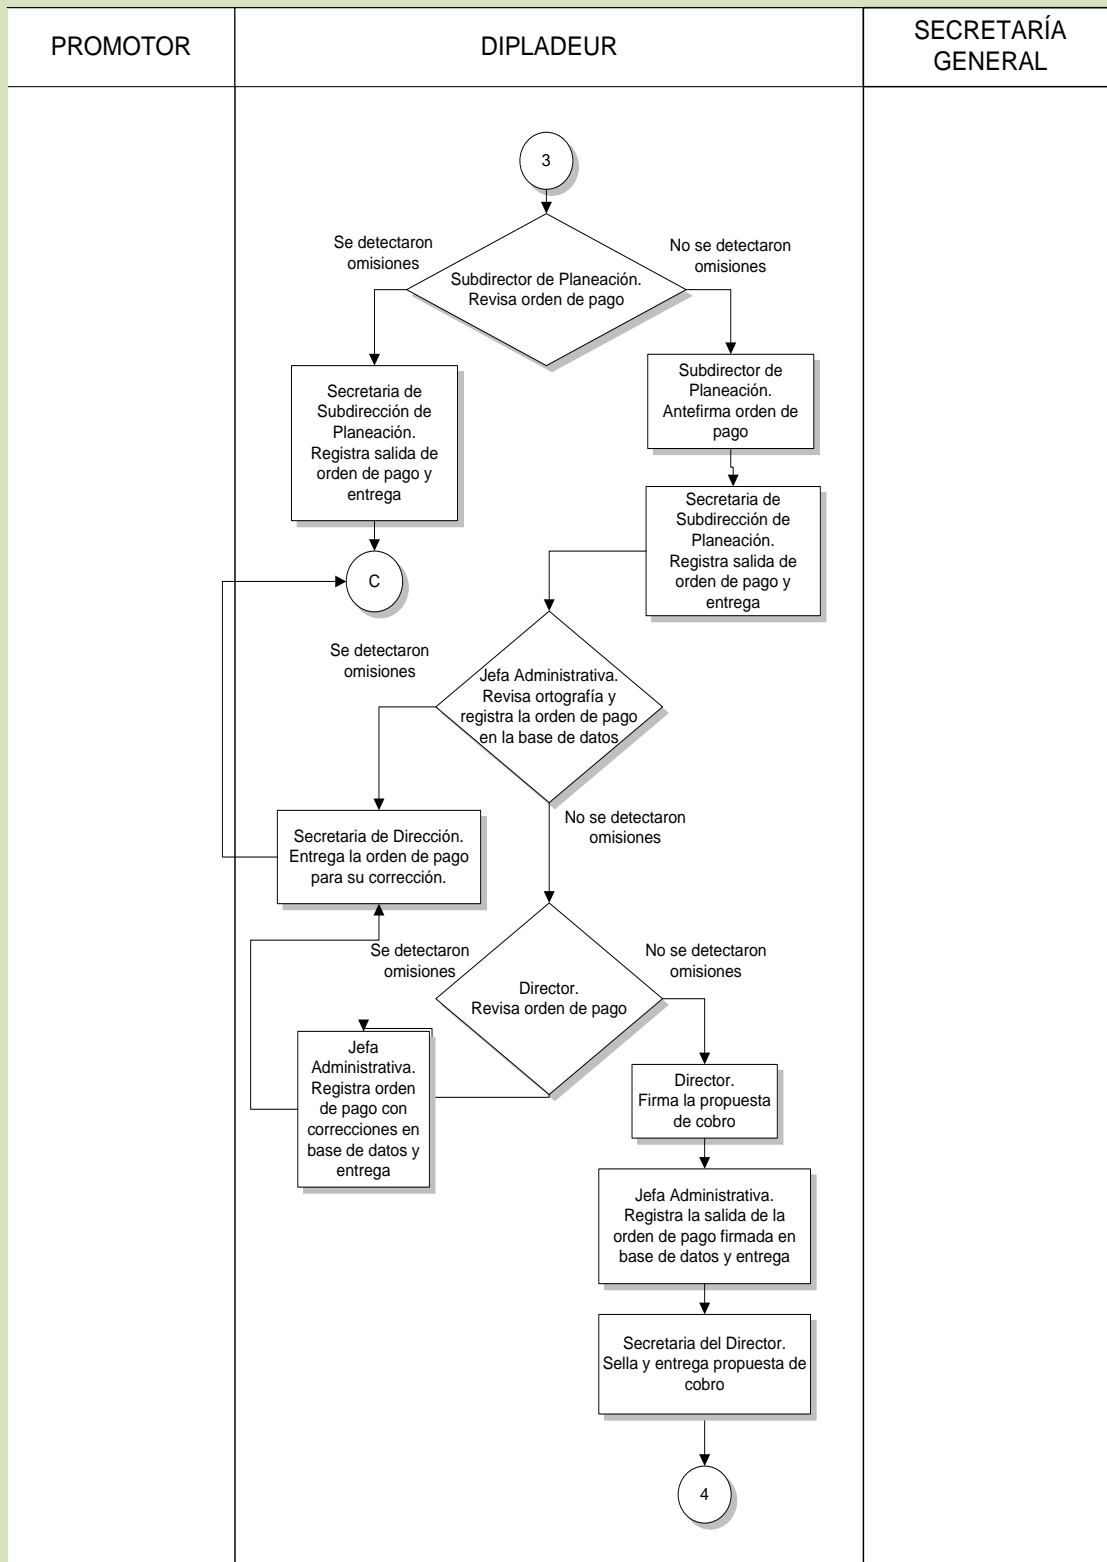 PROMOTOR
DIPLADEUR
SECRETARÍA
GENERAL
3
Se detectaron
omisiones
No se detectaron
omisiones
Subdirector de Planeación.
Revisa orden de pago
Secretaria de
Subdirección de
Planeación.
Registra salida de
orden de pago y
entrega
Subdirector de
Planeación.
Antefirma orden de
pago
Secretaria de
Subdirección de
Planeación.
Registra salida de
orden de pago y
entrega
C
Se detectaron
omisiones
Jefa Administrativa.
Revisa ortografía y
registra la orden de pago
en la base de datos
No se detectaron
omisiones
Secretaria de Dirección.
Entrega la orden de pago
para su corrección.
Se detectaron
omisiones
No se detectaron
omisiones
Director.
Revisa orden de pago
Jefa
Administrativa.
Registra orden
de pago con
correcciones en
base de datos y
entrega
Director.
Firma la propuesta
de cobro
Jefa Administrativa.
Registra la salida de la
orden de pago firmada en
base de datos y entrega
Secretaria del Director.
Sella y entrega propuesta de
cobro
4